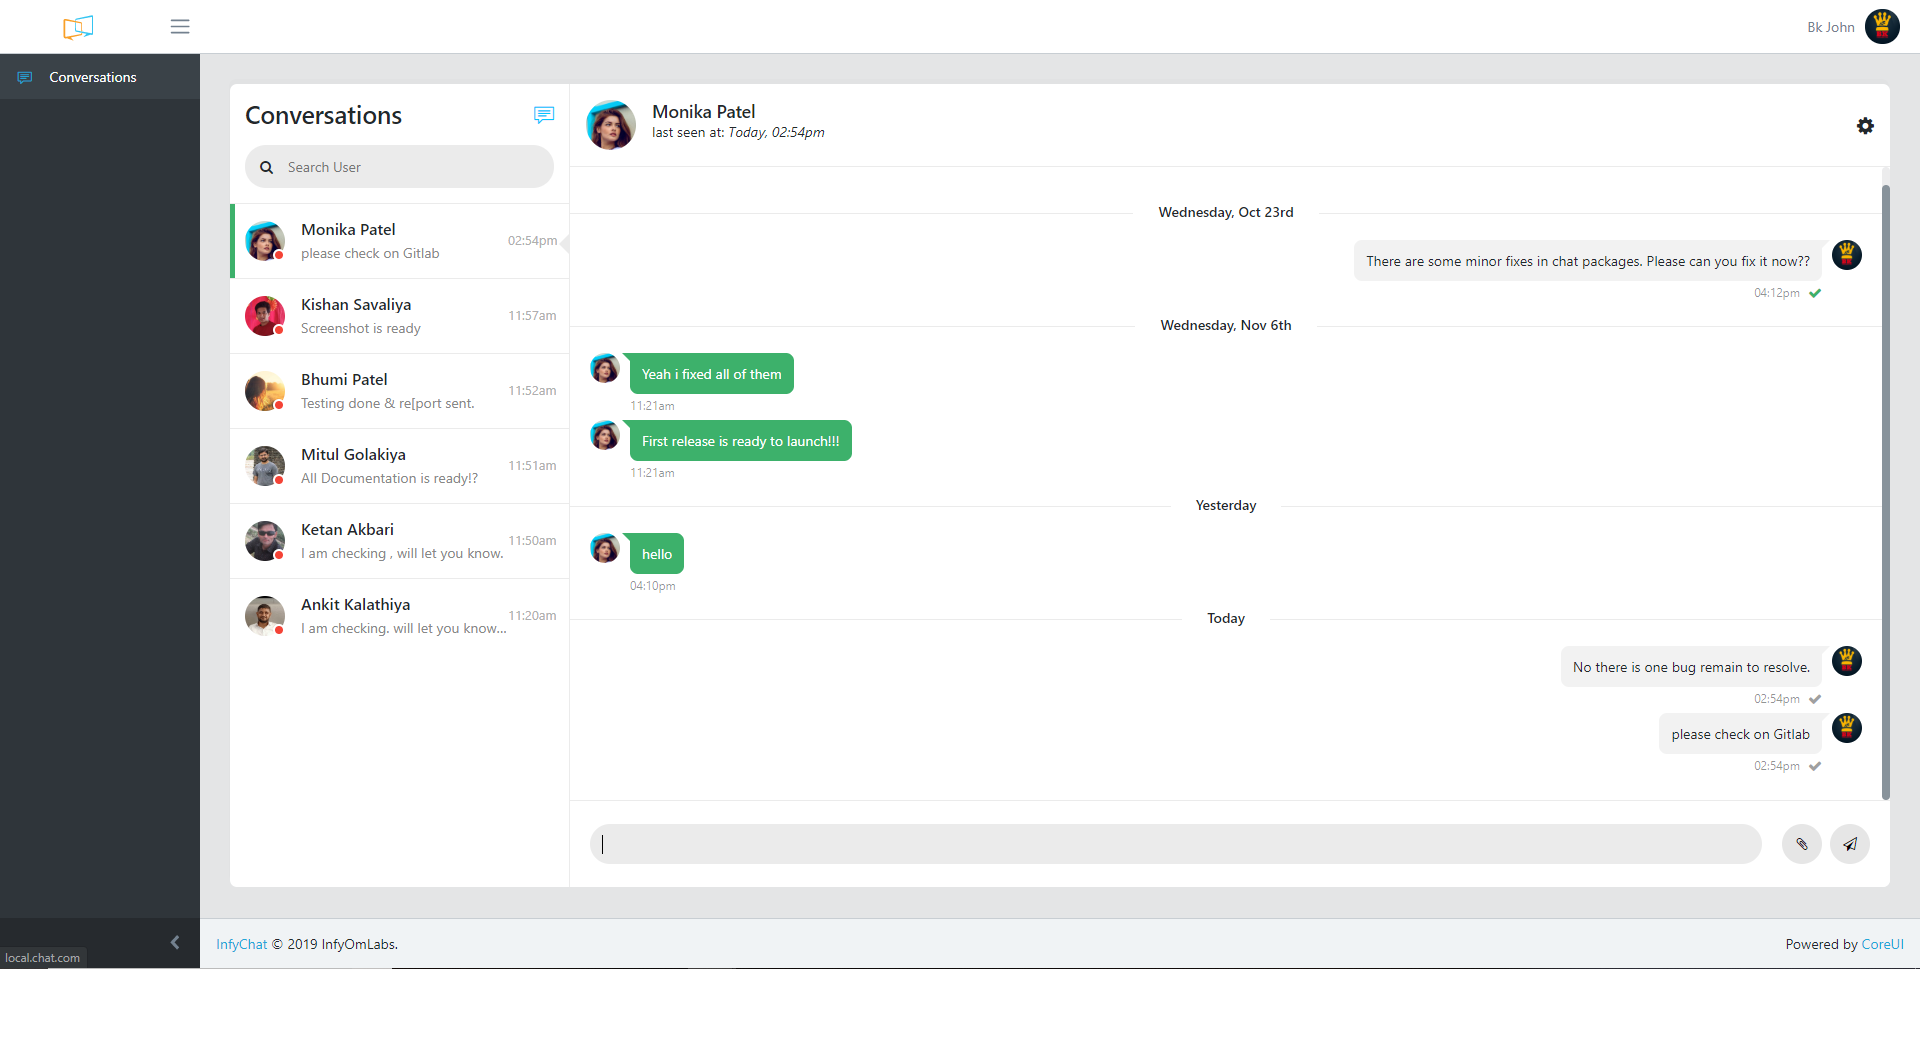 Bk John
Conversations
Conversations
Search User
Monika Patel
please check on Gitlab
02:54pm
Kishan Savaliya
Screenshot is ready
11:57am
Bhumi Patel
Testing done & re[port sent.
11:52am
Mitul Golakiya
All Documentation is ready!?
11:51am
Ketan Akbari
I am checking , will let you know.
11:50am
Ankit Kalathiya
I am checking. will let you know...
11:20am
Monika Patel
last seen at: Today, 02:54pm
Wednesday, Oct 23rd
There are some minor fixes in chat packages. Please can you fix it now??
04:12pm
Wednesday, Nov 6th
Yeah i fixed all of them
11:21am
First release is ready to launch!!!
11:21am
Yesterday
hello
04:10pm
Today
No there is one bug remain to resolve.
02:54pm
please check on Gitlab
02:54pm
local.chat.com
InfyChat © 2019 InfyOmLabs.
Powered by CoreUI